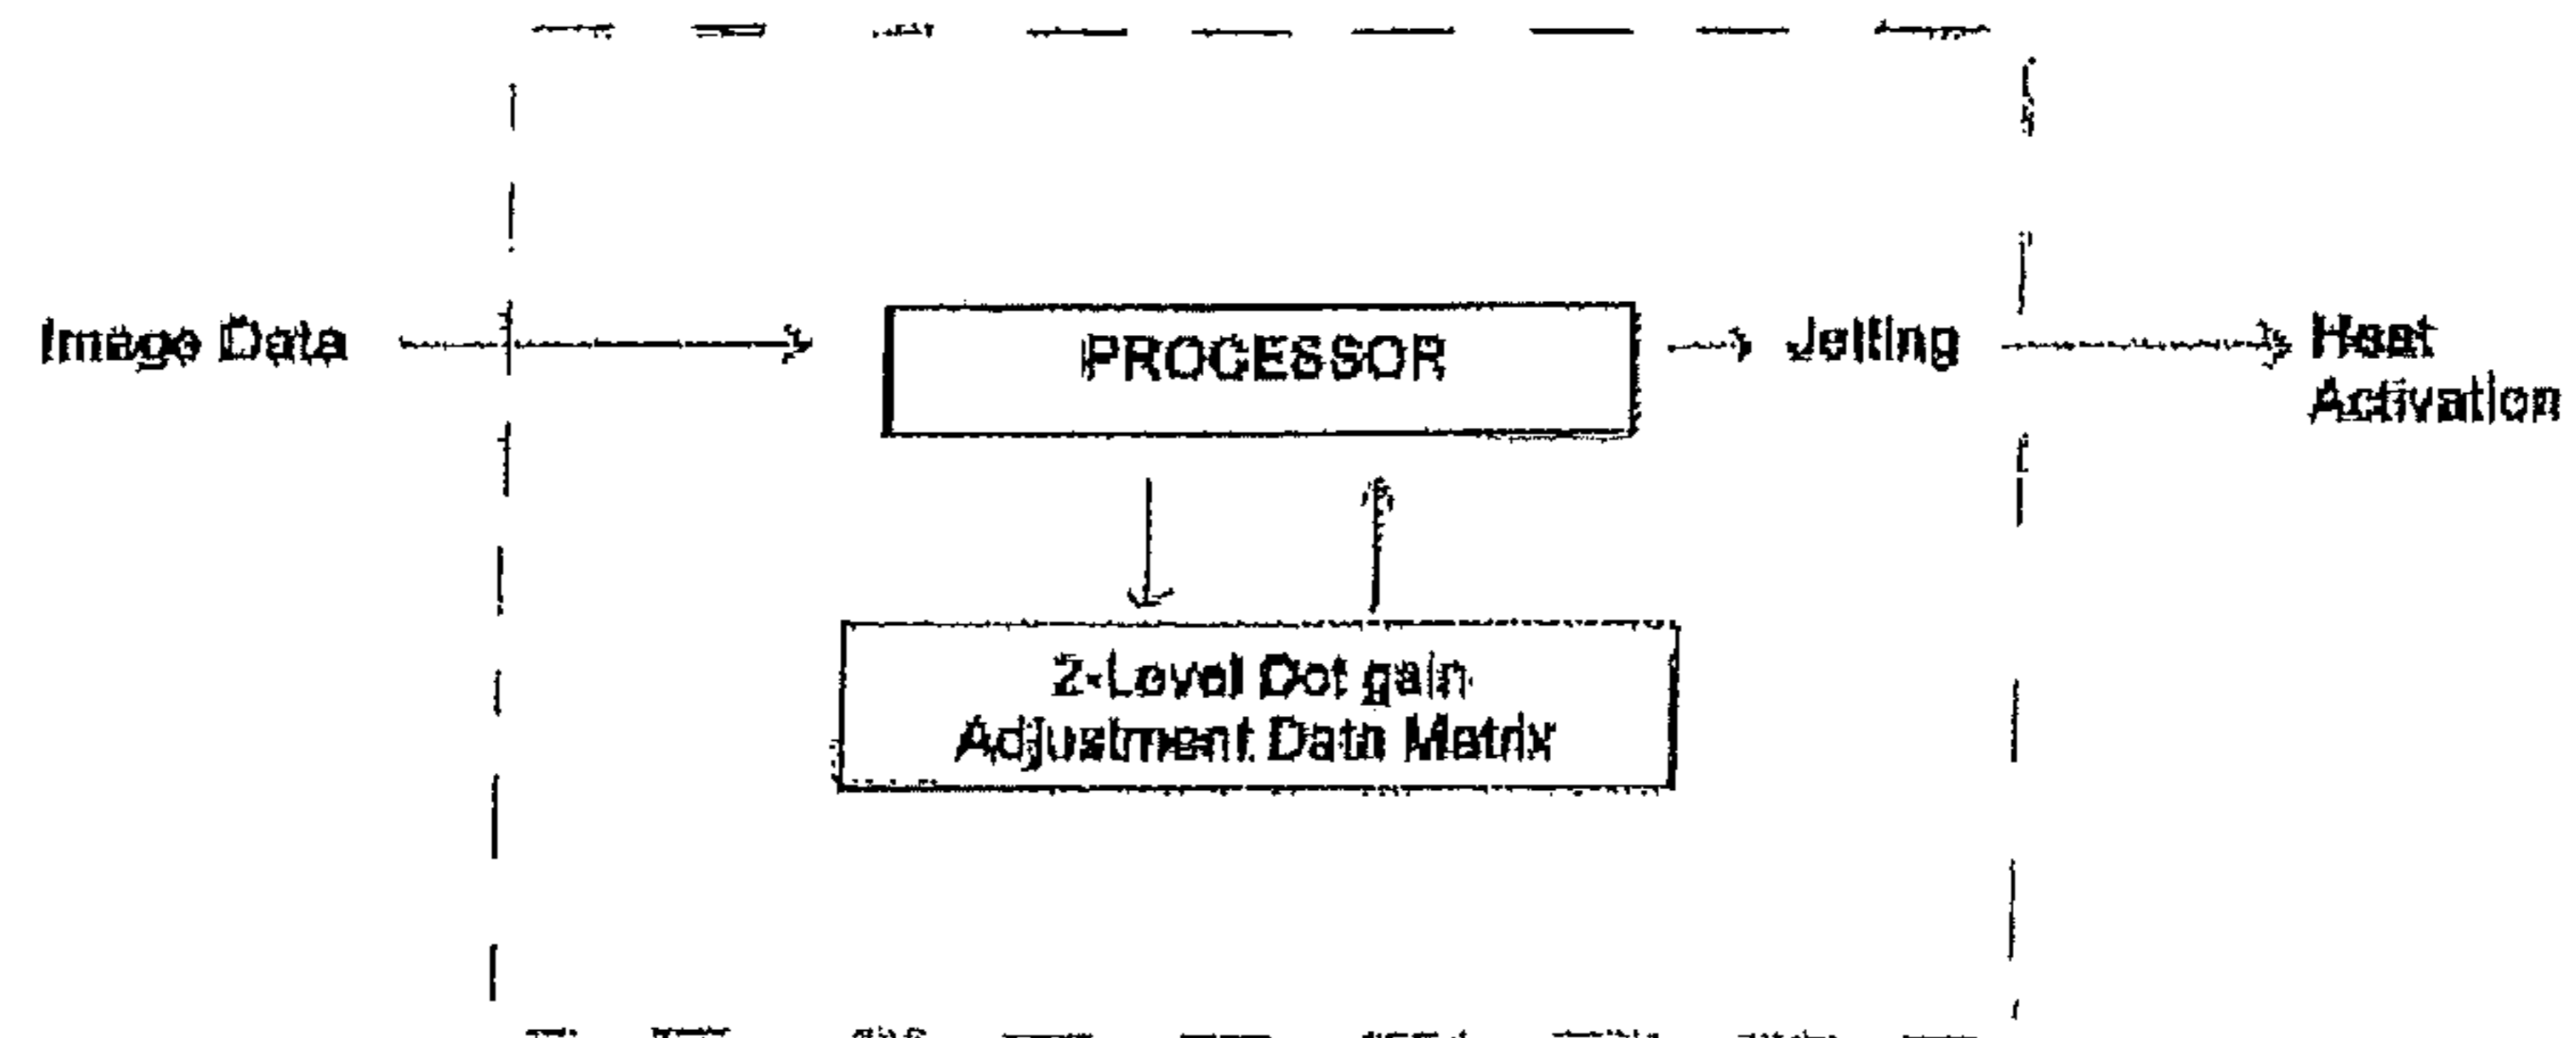 Image Data
PROCESSOR
Jetting
Heat
Activation
2-Level Dot gain
Adjustment Data Matrix